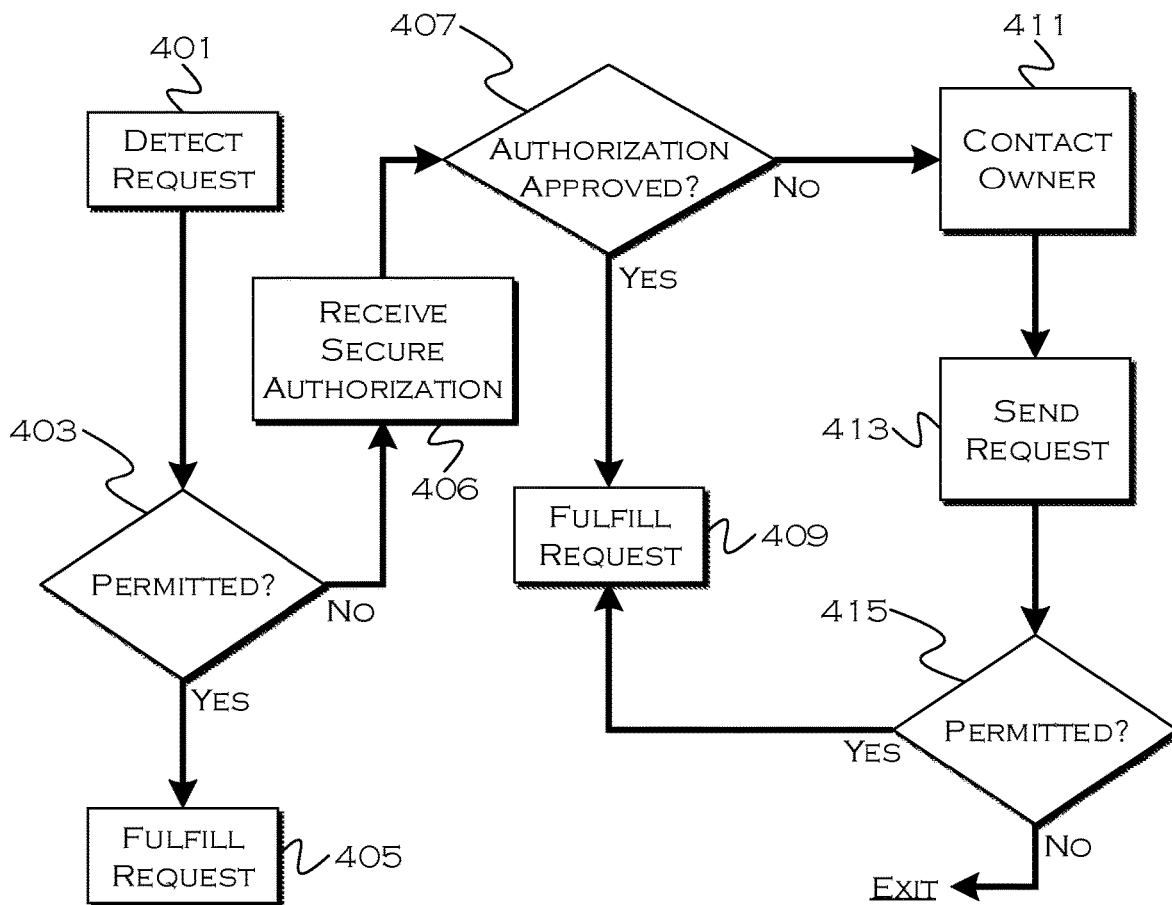 401
DETECT
REQUEST
403
PERMITTED?
NO
YES
FULFILL
REQUEST
405
RECEIVE
SECURE
AUTHORIZATION
406
407
AUTHORIZATION
APPROVED?
NO
YES
FULFILL
REQUEST
409
411
CONTACT
OWNER
413
SEND
REQUEST
415
PERMITTED?
YES
NO
EXIT